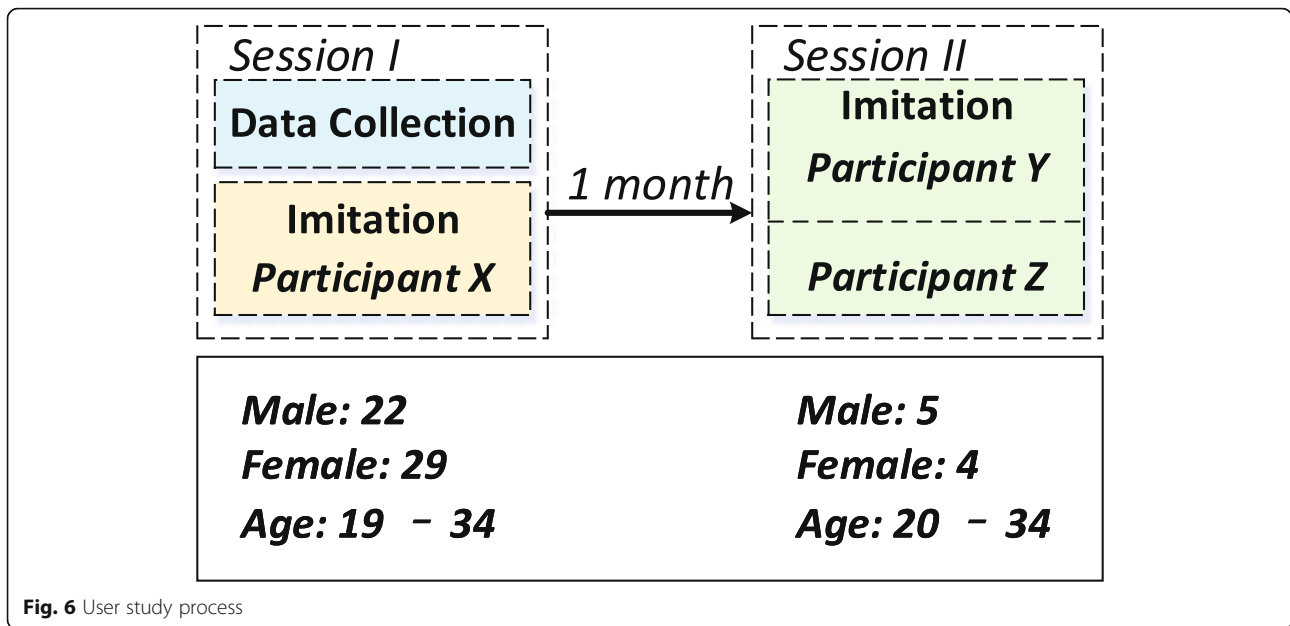 Session I
Data Collection
Imitation
Participant X
1 month
Session II
Imitation
Participant Y
Participant Z
Male: 22
Female: 29
Age: 19 – 34
Male: 5
Female: 4
Age: 20 – 34
Fig. 6 User study process